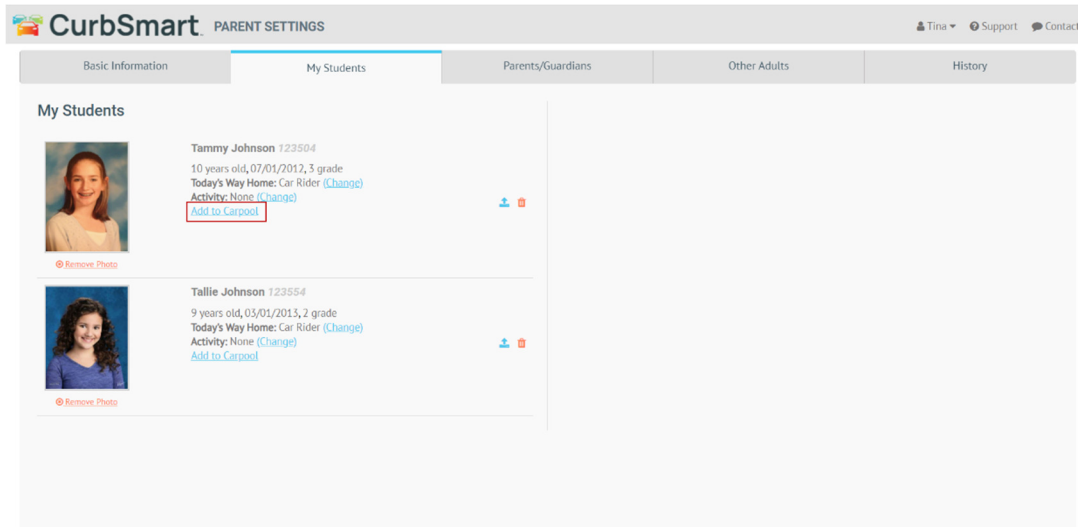 CurbSmart. PARENT SETTINGS
Tina Support Contact
Basic Information My Students Parents/Guardians Other Adults History
My Students
Tammy Johnson 123504
10 years old, 07/01/2012, 3 grade
Today's Way Home: Car Rider (Change)
Activity: None (Change)
Add to Carpool
Remove Photo
Tallie Johnson 123554
9 years old, 03/01/2013, 2 grade
Today's Way Home: Car Rider (Change)
Activity: None (Change)
Add to Carpool
Remove Photo